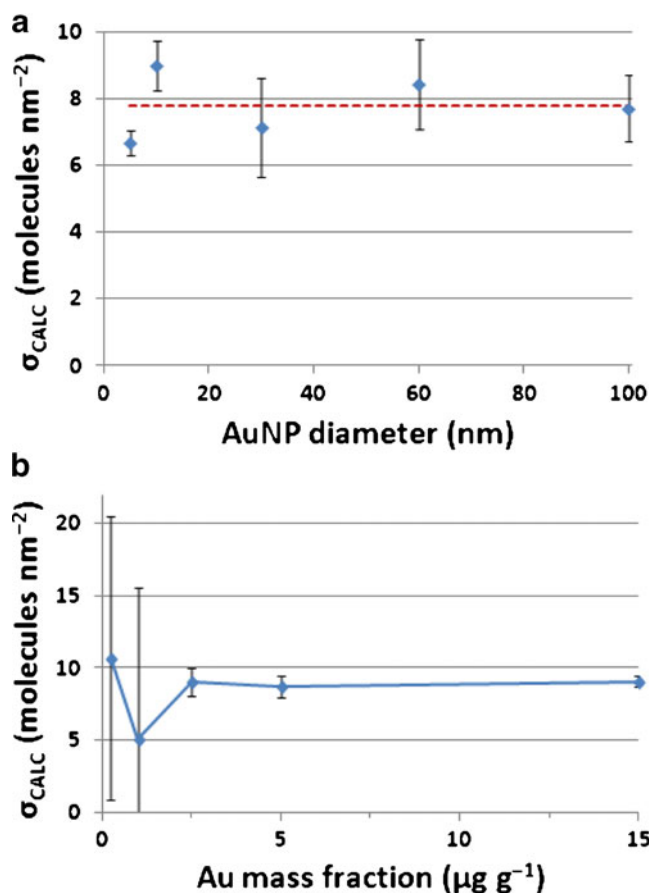 a
σCALC (molecules nm⁻²)
10
8
6
4
2
0
0 20 40 60 80 100
AuNP diameter (nm)
b
σCALC (molecules nm⁻²)
20
15
10
5
0
0 5 10 15
Au mass fraction (μg g⁻¹)